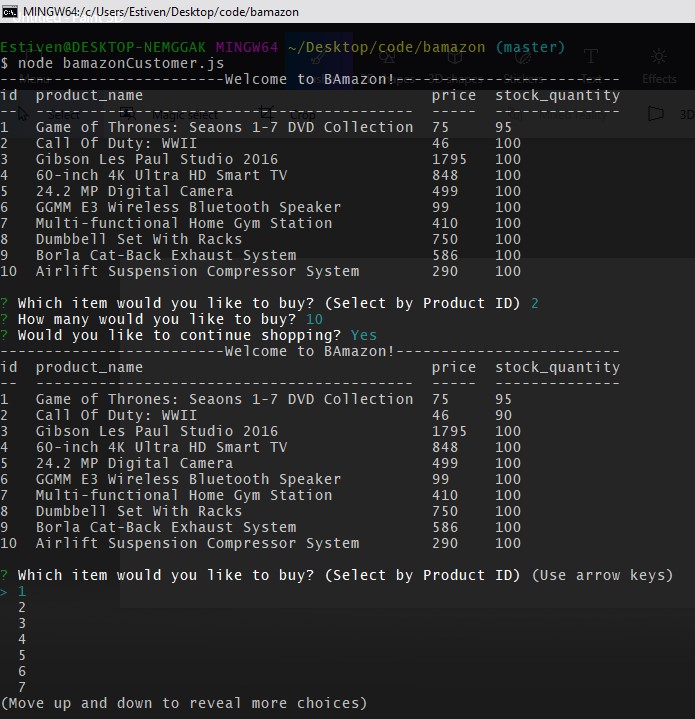 MINGW64:/c/Users/Estiven/Desktop/code/bamazon
Estiven@DESKTOP-NEMGGAK MINGW64 ~/Desktop/code/bamazon (master)
$ node bamazonCustomer.js
-------------------------Welcome to BAmazon!-------------------------
id  product_name                                price  stock_quantity
--  ------------------------------------------  -----  --------------
1   Game of Thrones: Seaons 1-7 DVD Collection  75     95
2   Call Of Duty: WWII                          46     100
3   Gibson Les Paul Studio 2016                 1795   100
4   60-inch 4K Ultra HD Smart TV                848    100
5   24.2 MP Digital Camera                      499    100
6   GGMM E3 Wireless Bluetooth Speaker          99     100
7   Multi-functional Home Gym Station           410    100
8   Dumbbell Set With Racks                     750    100
9   Borla Cat-Back Exhaust System               586    100
10  Airlift Suspension Compressor System        290    100
? Which item would you like to buy? (Select by Product ID) 2
? How many would you like to buy? 10
? Would you like to continue shopping? Yes
-------------------------Welcome to BAmazon!-------------------------
id  product_name                                price  stock_quantity
--  ------------------------------------------  -----  --------------
1   Game of Thrones: Seaons 1-7 DVD Collection  75     95
2   Call Of Duty: WWII                          46     90
3   Gibson Les Paul Studio 2016                 1795   100
4   60-inch 4K Ultra HD Smart TV                848    100
5   24.2 MP Digital Camera                      499    100
6   GGMM E3 Wireless Bluetooth Speaker          99     100
7   Multi-functional Home Gym Station           410    100
8   Dumbbell Set With Racks                     750    100
9   Borla Cat-Back Exhaust System               586    100
10  Airlift Suspension Compressor System        290    100
? Which item would you like to buy? (Select by Product ID) (Use arrow keys)
> 1
  2
  3
  4
  5
  6
  7
(Move up and down to reveal more choices)
Menu
Text
Effects
Select
Magic select
Crop
3D